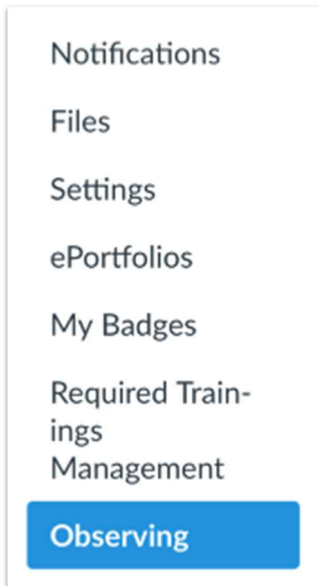 Notifications
Files
Settings
ePortfolios
My Badges
Required Train-
ings
Management
Observing